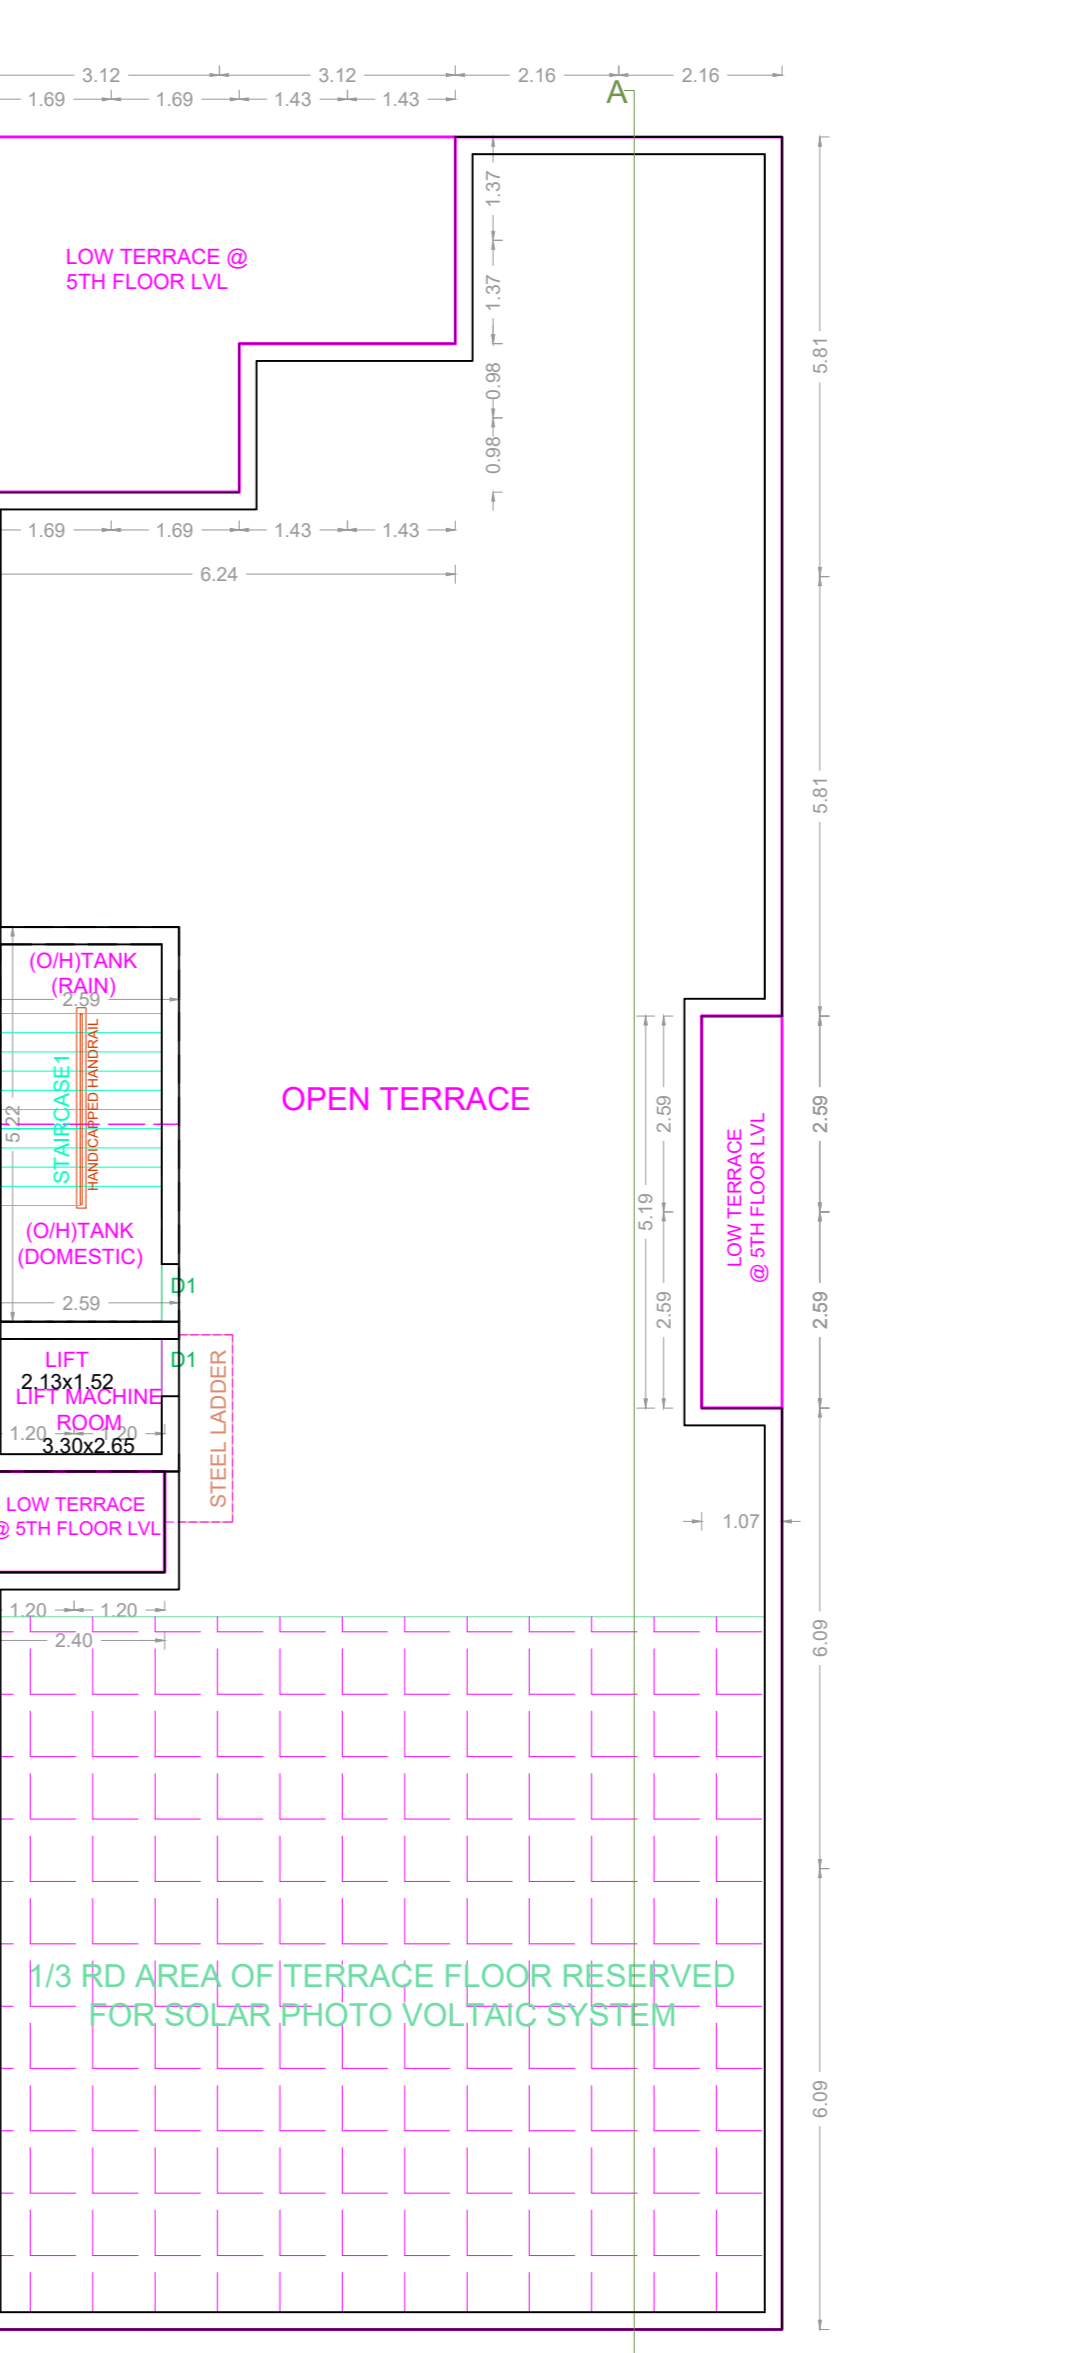 3.12 3.12 2.16 2.16
1.69 1.69 1.43 1.43
A
1.37
1.37
0.98
0.98
LOW TERRACE @
5TH FLOOR LVL
5.81
1.69 1.69 1.43 1.43
6.24
5.81
(O/H)TANK
(RAIN)
2.59
STAIRCASE1
HANDICAPPED HANDRAIL
5.22
(O/H)TANK
(DOMESTIC)
D1
2.59
OPEN TERRACE
2.59
5.19
2.59
LOW TERRACE
@ 5TH FLOOR LVL
2.59
2.59
LIFT
D1
2.13x1.52
LIFT MACHINE
ROOM
1.20 1.20
3.30x2.65
STEEL LADDER
LOW TERRACE
@ 5TH FLOOR LVL
1.07
1.20 1.20
2.40
6.09
1/3 RD AREA OF TERRACE FLOOR RESERVED
FOR SOLAR PHOTO VOLTAIC SYSTEM
6.09